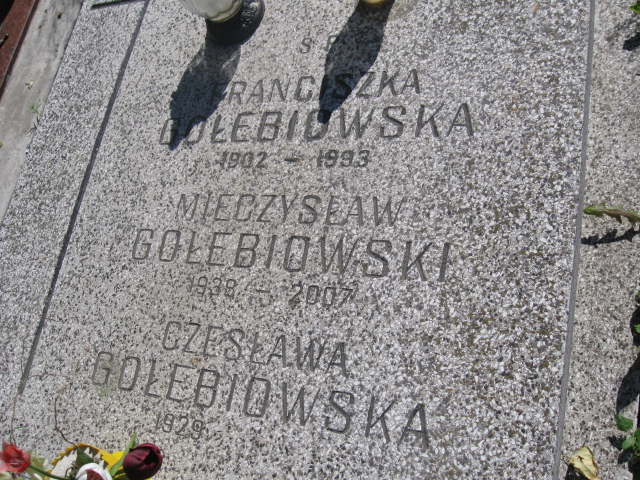 Ś P
FRANCISZKA
GOŁEBIOWSKA
1902 - 1993
MIECZYSŁAW
GOŁEBIOWSKI
1938 - 2007
CZESŁAWA
GOŁEBIOWSKA
1929